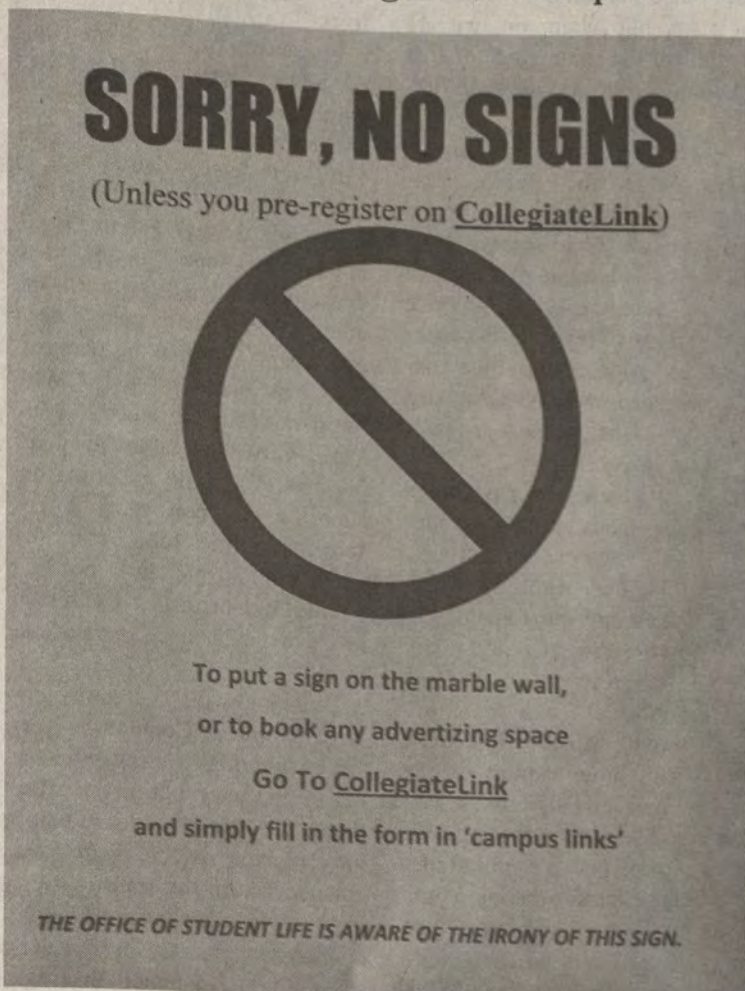 SORRY, NO SIGNS
(Unless you pre-register on CollegiateLink)
To put a sign on the marble wall,
or to book any advertizing space
Go To CollegiateLink
and simply fill in the form in ‘campus links’
THE OFFICE OF STUDENT LIFE IS AWARE OF THE IRONY OF THIS SIGN.